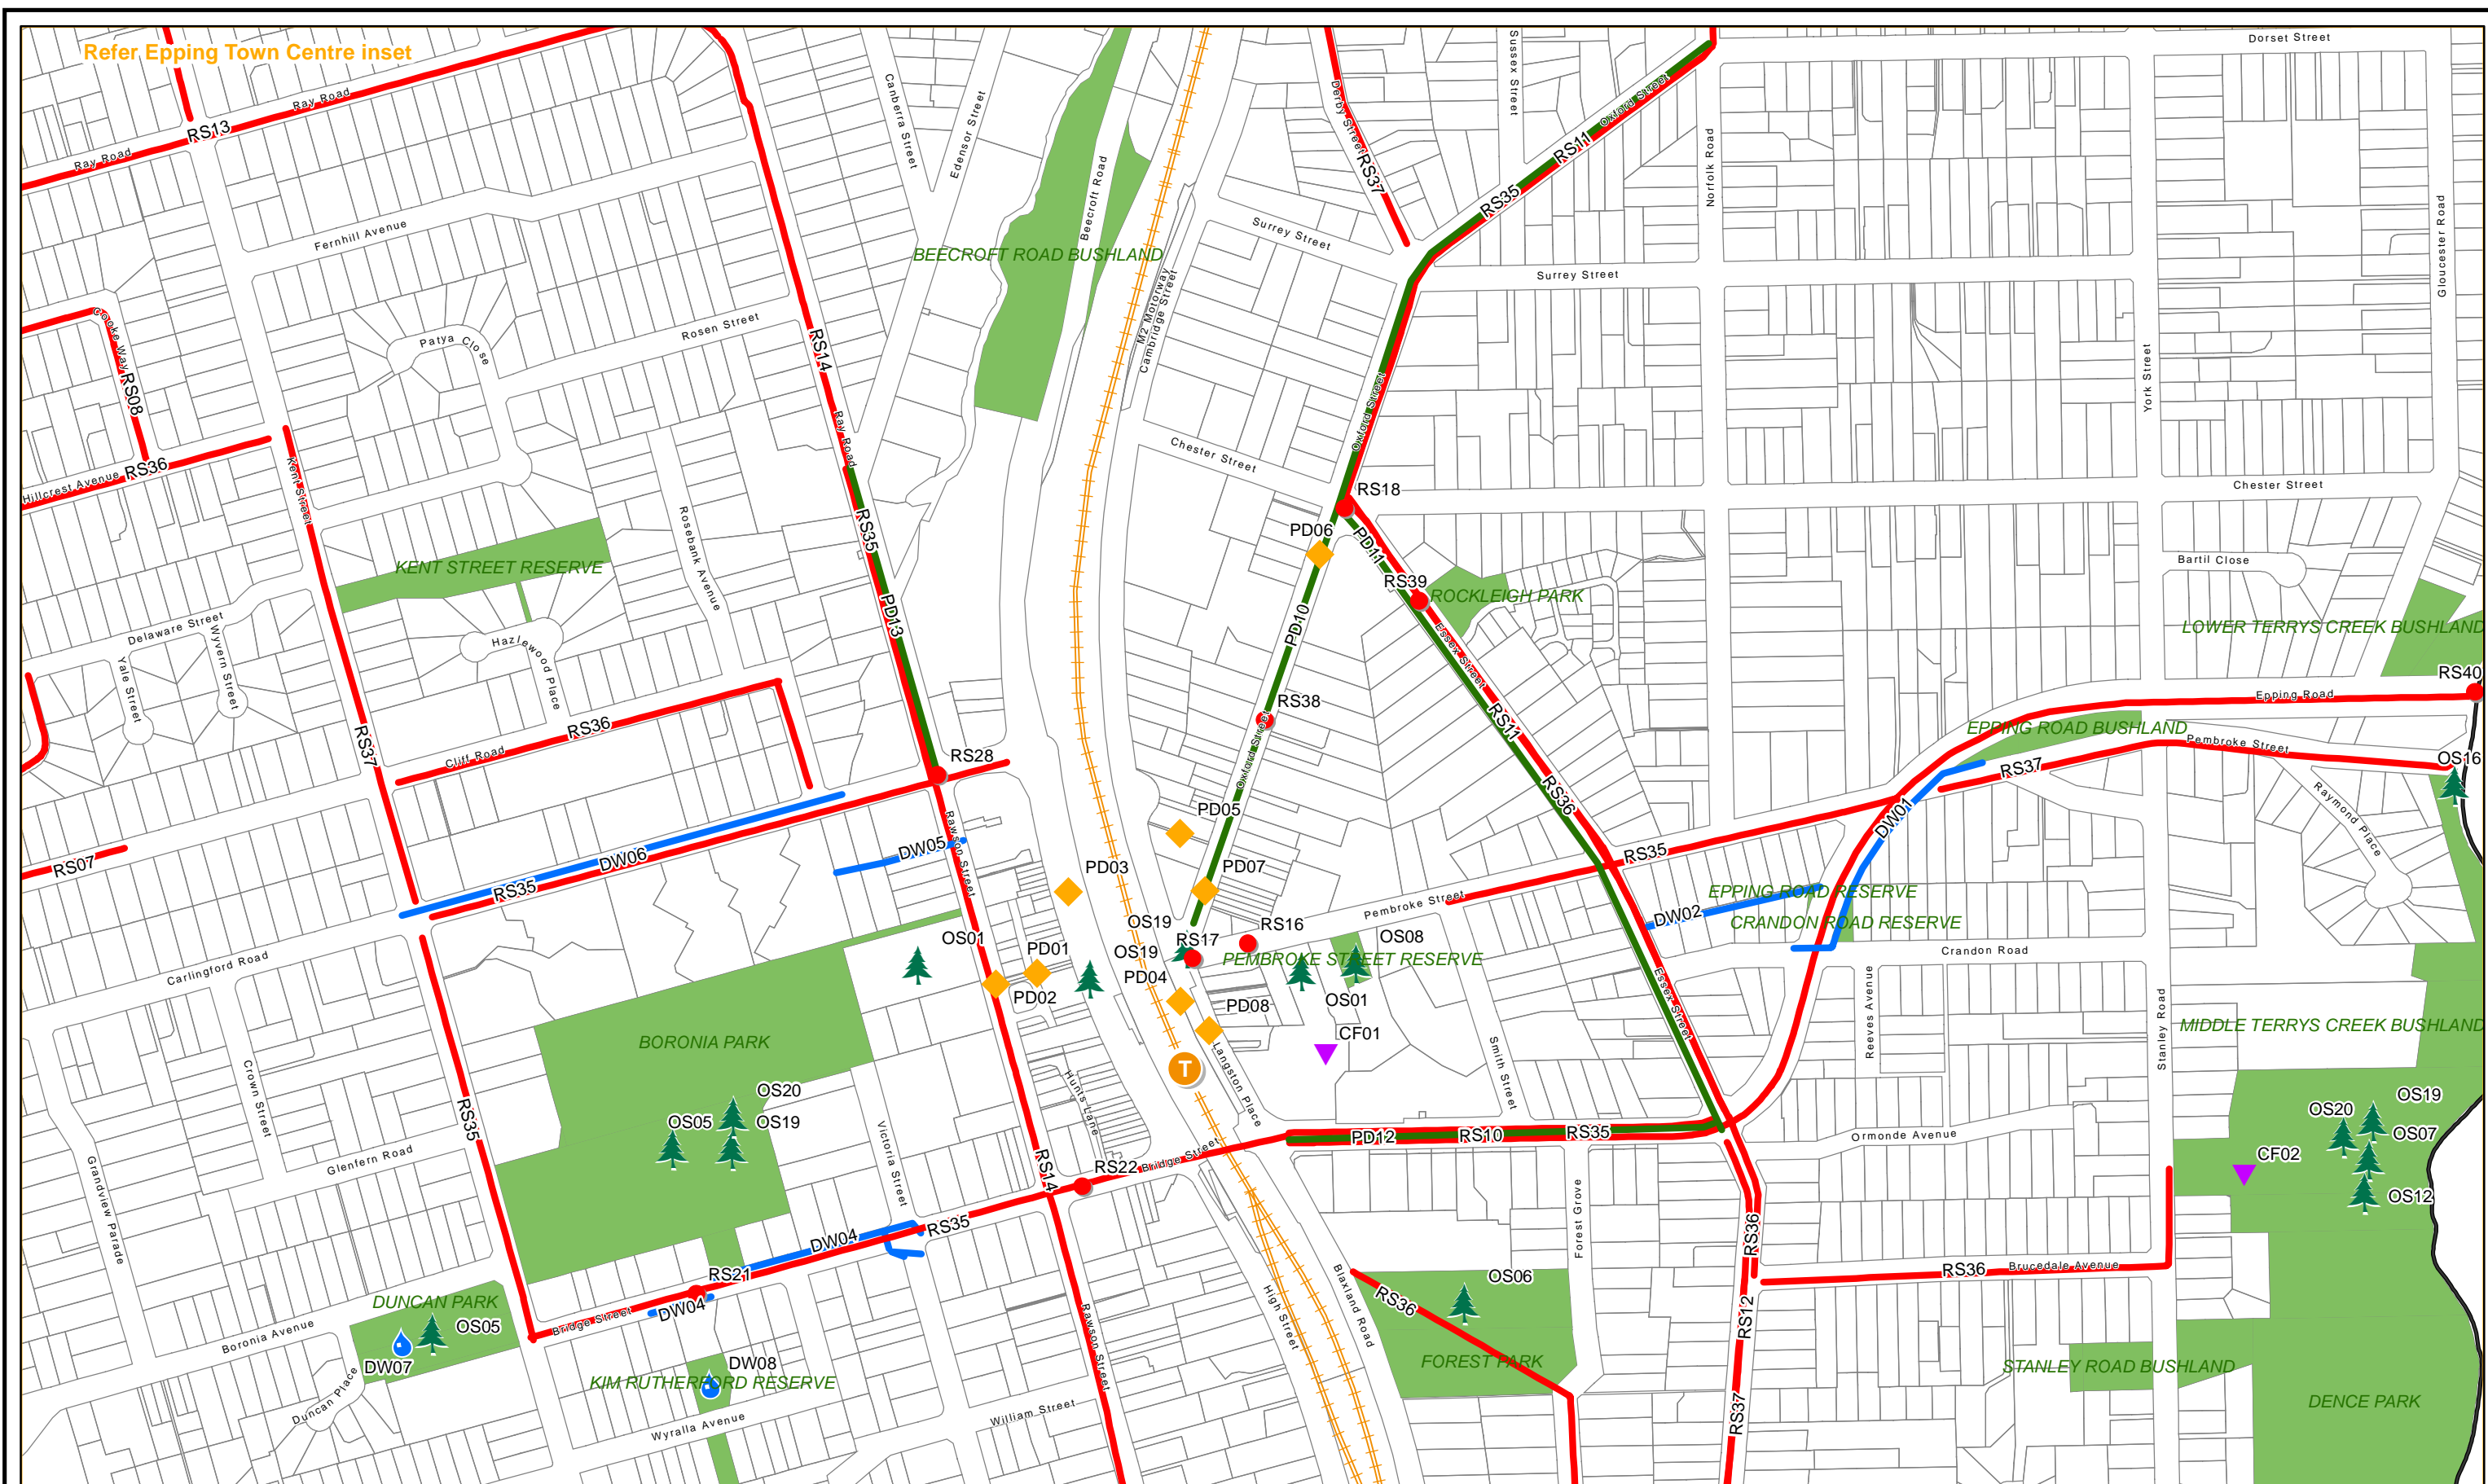 Refer Epping Town Centre inset
Dorset Street
Ray Road
RS13
Ray Road
Canberra Street
Edensor Street
Derby Street
RS37
Sussex Street
Oxford Street
RS11
RS35
Norfolk Road
Gloucester Road
Fernhill Avenue
BEECROFT ROAD BUSHLAND
Beecroft Road
M2 Motorway
Cambridge Street
Surrey Street
Surrey Street
Cooke Way
RS08
Patya Close
Rosen Street
RS14
Ray Road
Oxford Street
York Street
Hillcrest Avenue
RS36
Kent Street
Chester Street
Chester Street
RS18
PD06
PD11
RS35
Rosebank Avenue
KENT STREET RESERVE
Bartil Close
RS39
ROCKLEIGH PARK
PD13
PD10
Delaware Street
Wyvern Street
Yale Street
Hazlewood Place
LOWER TERRYS CREEK BUSHLAND
Essex Street
RS40
Epping Road
RS38
RS11
RS37
RS36
Cliff Road
EPPING ROAD BUSHLAND
Pembroke Street
RS28
Oxford Street
RS37
OS16
RS36
Raymond Place
PD05
Rawson Street
DW01
RS07
DW06
DW05
RS35
RS35
PD03
PD07
Pembroke Street
EPPING ROAD RESERVE
DW02
CRANDON ROAD RESERVE
OS19
RS16
RS17
OS01
PD01
OS19
OS08
PEMBROKE STREET RESERVE
Crandon Road
Carlingford Road
PD04
PD02
PD08
OS01
Essex Street
Reeves Avenue
Stanley Road
MIDDLE TERRYS CREEK BUSHLAND
BORONIA PARK
CF01
T
Langston Place
Smith Street
Hunts Lane
Crown Street
OS20
OS05
OS19
RS35
Victoria Street
OS19
OS20
OS07
PD12
RS10
RS35
Ormonde Avenue
Bridge Street
Glenfern Road
RS14
RS22
CF02
OS12
Grandview Parade
Forest Grove
DW04
RS35
RS36
RS36
Brucedale Avenue
RS21
OS06
DUNCAN PARK
DW04
Bridge Street
High Street
Blaxland Road
RS36
RS12
Boronia Avenue
OS05
DW07
DW08
KIM RUTHERFORD RESERVE
Rawson Street
FOREST PARK
STANLEY ROAD BUSHLAND
Duncan Place
Wyralla Avenue
William Street
RS37
DENCE PARK